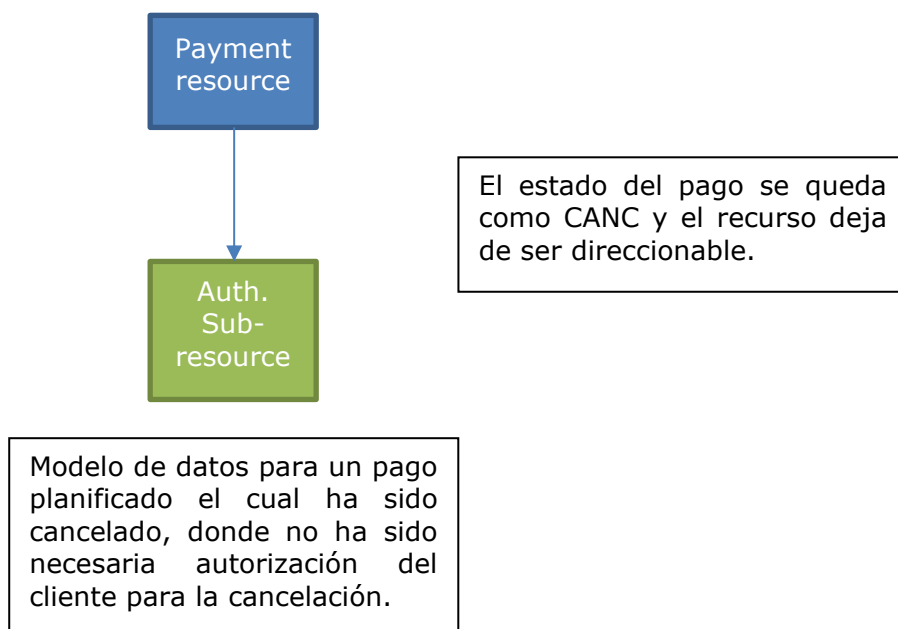 Payment
resource
El estado del pago se queda
como CANC y el recurso deja
de ser direccionable.
Auth.
Sub-
resource
Modelo de datos para un pago
planificado el cual ha sido
cancelado, donde no ha sido
necesaria autorización del
cliente para la cancelación.